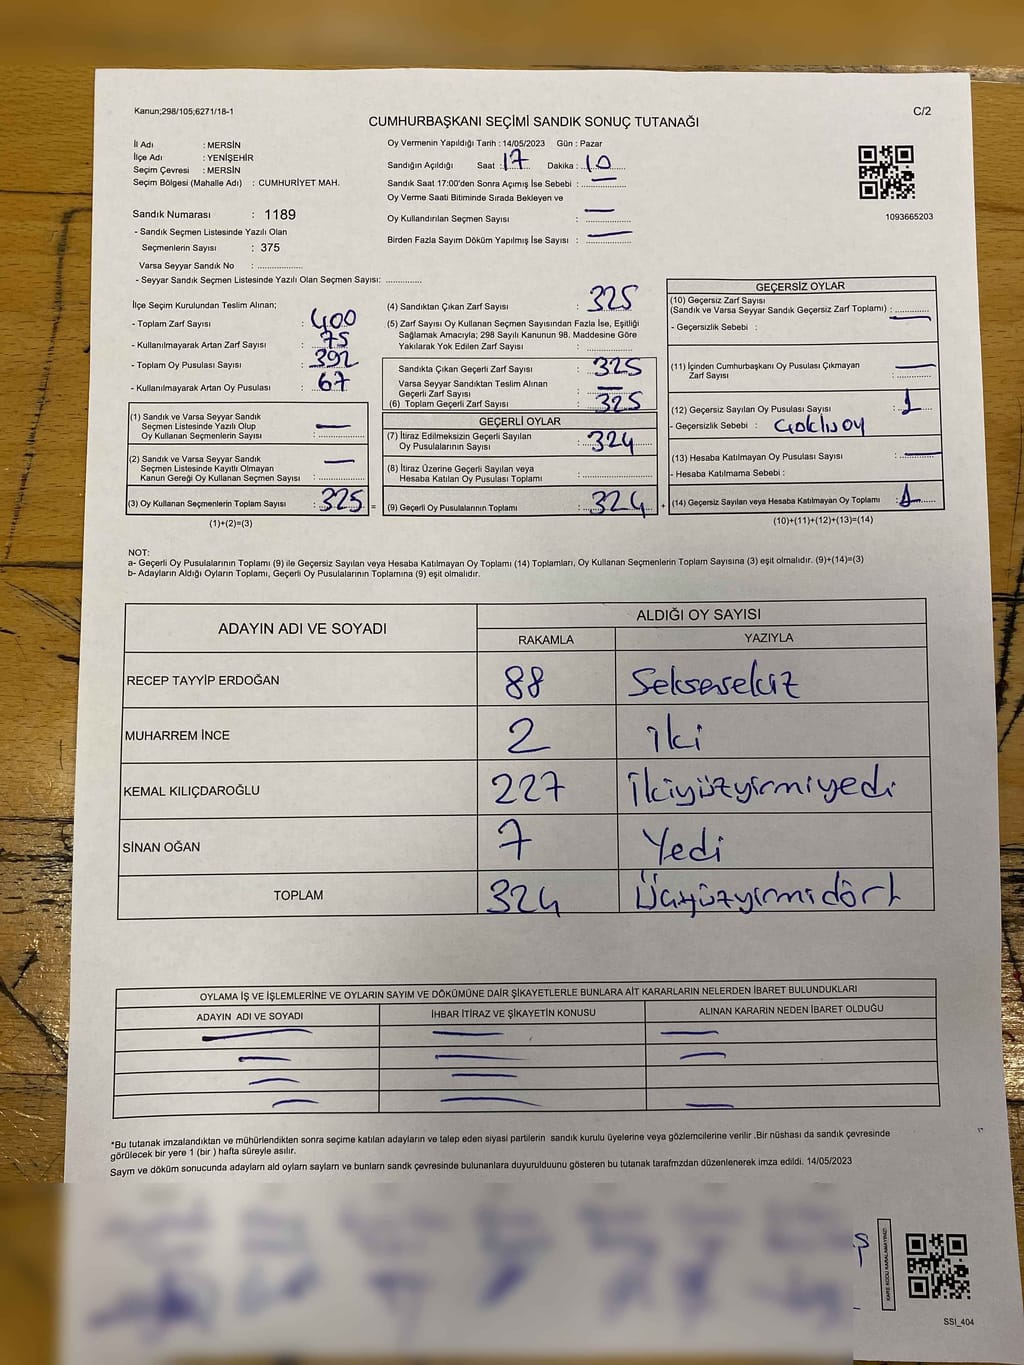 Kanun;298/105;6271/18-1
C/2
CUMHURBAŞKANI SEÇİMİ SANDIK SONUÇ TUTANAĞI
İl Adı : MERSİN
İlçe Adı : YENİŞEHİR
Seçim Çevresi : MERSİN
Seçim Bölgesi (Mahalle Adı) : CUMHURİYET MAH.
Sandık Numarası : 1189
- Sandık Seçmen Listesinde Yazılı Olan
Seçmenlerin Sayısı : 375
Varsa Seyyar Sandık No : ..................
- Seyyar Sandık Seçmen Listesinde Yazılı Olan Seçmen Sayısı: ..............
Oy Vermenin Yapıldığı Tarih : 14/05/2023 Gün : Pazar
Sandığın Açıldığı Saat : 17 Dakika : 10
Sandık Saat 17:00'den Sonra Açımış İse Sebebi : —
Oy Verme Saati Bitiminde Sırada Bekleyen ve
Oy Kullandırılan Seçmen Sayısı : —
Birden Fazla Sayım Döküm Yapılmış İse Sayısı : —
1093665203
İlçe Seçim Kurulundan Teslim Alınan;
- Toplam Zarf Sayısı : 400
- Kullanılmayarak Artan Zarf Sayısı : 75
- Toplam Oy Pusulası Sayısı : 392
- Kullanılmayarak Artan Oy Pusulası : 67
(1) Sandık ve Varsa Seyyar Sandık
Seçmen Listesinde Yazılı Olup
Oy Kullanan Seçmenlerin Sayısı : —
(2) Sandık ve Varsa Seyyar Sandık
Seçmen Listesinde Kayıtlı Olmayan
Kanun Gereği Oy Kullanan Seçmen Sayısı : —
(3) Oy Kullanan Seçmenlerin Toplam Sayısı : 325 =
(1)+(2)=(3)
(4) Sandıktan Çıkan Zarf Sayısı : 325
(5) Zarf Sayısı Oy Kullanan Seçmen Sayısından Fazla İse, Eşitliği
Sağlamak Amacıyla; 298 Sayılı Kanunun 98. Maddesine Göre
Yakılarak Yok Edilen Zarf Sayısı : ..............
Sandıkta Çıkan Geçerli Zarf Sayısı : 325
Varsa Seyyar Sandıktan Teslim Alınan
Geçerli Zarf Sayısı : —
(6) Toplam Geçerli Zarf Sayısı : 325
GEÇERLİ OYLAR
(7) İtiraz Edilmeksizin Geçerli Sayılan
Oy Pusulalarının Sayısı : 324
(8) İtiraz Üzerine Geçerli Sayılan veya
Hesaba Katılan Oy Pusulası Toplamı : ..............
(9) Geçerli Oy Pusulalarının Toplamı : 324 +
GEÇERSİZ OYLAR
(10) Geçersiz Zarf Sayısı
(Sandık ve Varsa Seyyar Sandık Geçersiz Zarf Toplamı) : —
- Geçersizlik Sebebi :
(11) İçinden Cumhurbaşkanı Oy Pusulası Çıkmayan
Zarf Sayısı : —
(12) Geçersiz Sayılan Oy Pusulası Sayısı : 1
- Geçersizlik Sebebi : çoklu oy
(13) Hesaba Katılmayan Oy Pusulası Sayısı : —
- Hesaba Katılmama Sebebi :
(14) Geçersiz Sayılan veya Hesaba Katılmayan Oy Toplamı : 1
(10)+(11)+(12)+(13)=(14)
NOT:
a- Geçerli Oy Pusulalarının Toplamı (9) ile Geçersiz Sayılan veya Hesaba Katılmayan Oy Toplamı (14) Toplamları, Oy Kullanan Seçmenlerin Toplam Sayısına (3) eşit olmalıdır. (9)+(14)=(3)
b- Adayların Aldığı Oyların Toplamı, Geçerli Oy Pusulalarının Toplamına (9) eşit olmalıdır.
ADAYIN ADI VE SOYADI
ALDIĞI OY SAYISI
RAKAMLA YAZIYLA
RECEP TAYYİP ERDOĞAN 88 Seksensekiz
MUHARREM İNCE 2 iki
KEMAL KILIÇDAROĞLU 227 ikiyüzyirmiyedi
SİNAN OĞAN 7 Yedi
TOPLAM 324 Üçyüzyirmidört
OYLAMA İŞ VE İŞLEMLERİNE VE OYLARIN SAYIM VE DÖKÜMÜNE DAİR ŞİKAYETLERLE BUNLARA AİT KARARLARIN NELERDEN İBARET BULUNDUKLARI
ADAYIN ADI VE SOYADI İHBAR İTİRAZ VE ŞİKAYETİN KONUSU ALINAN KARARIN NEDEN İBARET OLDUĞU
*Bu tutanak imzalandıktan ve mühürlendikten sonra seçime katılan adayların ve talep eden siyasi partilerin sandık kurulu üyelerine veya gözlemcilerine verilir .Bir nüshası da sandık çevresinde
görülecek bir yere 1 (bir ) hafta süreyle asılır.
Saym ve döküm sonucunda adaylarn ald oylarn saylarn ve bunlarn sandk çevresinde bulunanlara duyurulduunu gösteren bu tutanak tarafmzdan düzenlenerek imza edildi. 14/05/2023
KARE KODU KARALAMAYINIZ!
SSI_404